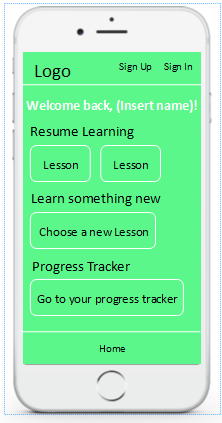 Logo
Sign Up Sign In
Welcome back, (Insert name)!
Resume Learning
Lesson Lesson
Learn something new
Choose a new Lesson
Progress Tracker
Go to your progress tracker
Home